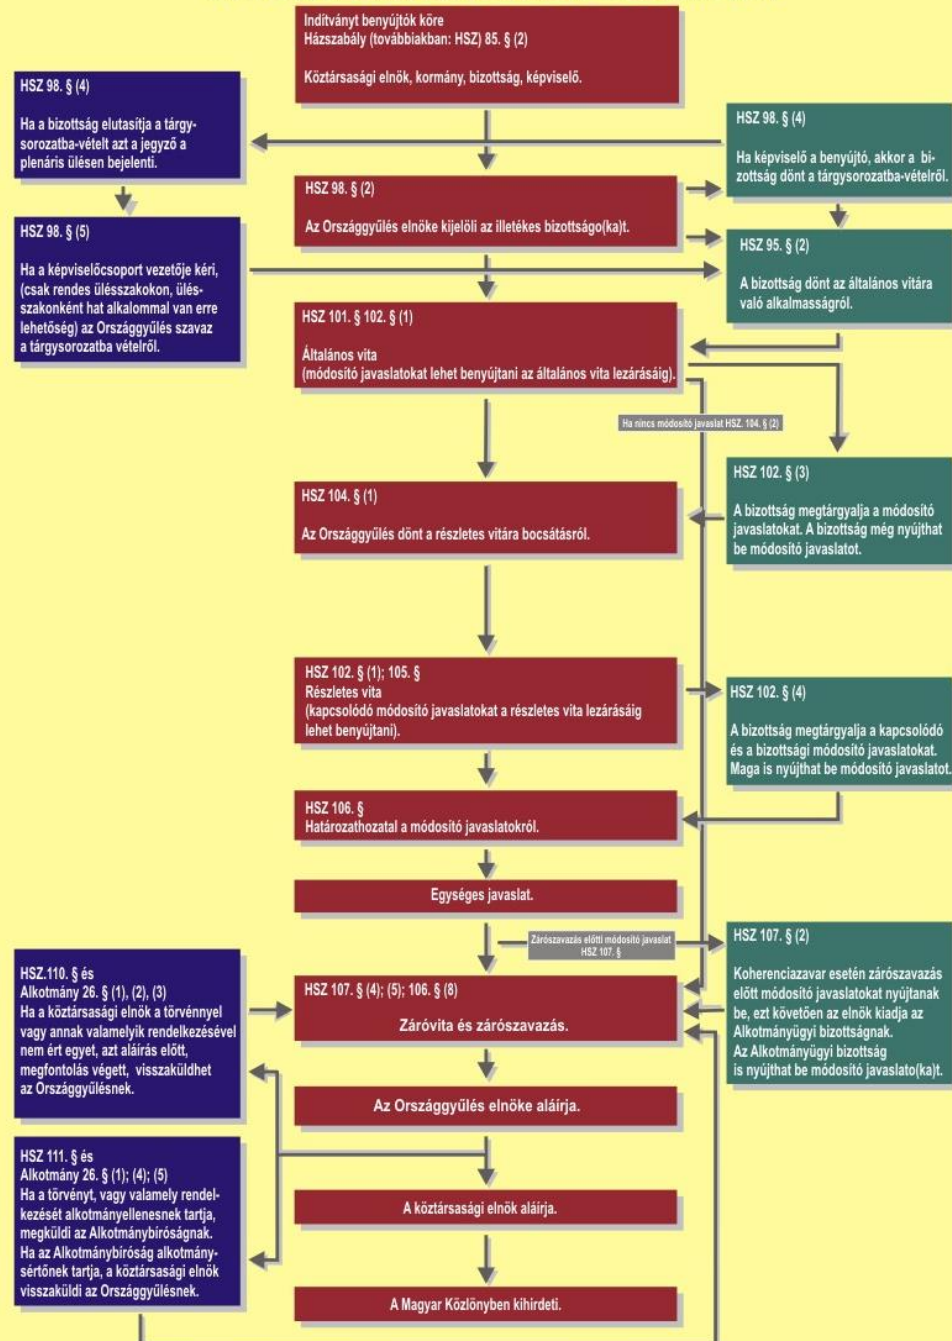 Indítványt benyújtók köre
Házszabály (továbbiakban: HSZ) 85. § (2)
Köztársasági elnök, kormány, bizottság, képviselő.
HSZ 98. § (4)
Ha a bizottság elutasítja a tárgy-
sorozatba-vételt azt a jegyző a
plenáris ülésen bejelenti.
HSZ 98. § (4)
Ha képviselő a benyújtó, akkor a bi-
zottság dönt a tárgysorozatba-vételről.
HSZ 98. § (2)
Az Országgyűlés elnöke kijelöli az illetékes bizottságo(ka)t.
HSZ 98. § (5)
Ha a képviselőcsoport vezetője kéri,
(csak rendes ülésszakokon, ülés-
szakonként hat alkalommal van erre
lehetőség) az Országgyűlés szavaz
a tárgysorozatba vételről.
HSZ 95. § (2)
A bizottság dönt az általános vitára
való alkalmasságról.
HSZ 101. § 102. § (1)
Általános vita
(módosító javaslatokat lehet benyújtani az általános vita lezárásáig).
Ha nincs módosító javaslat HSZ. 104. § (2)
HSZ 102. § (3)
A bizottság megtárgyalja a módosító
javaslatokat. A bizottság még nyújthat
be módosító javaslatot.
HSZ 104. § (1)
Az Országgyűlés dönt a részletes vitára bocsátásról.
HSZ 102. § (1); 105. §
Részletes vita
(kapcsolódó módosító javaslatokat a részletes vita lezárásáig
lehet benyújtani).
HSZ 102. § (4)
A bizottság megtárgyalja a kapcsolódó
és a bizottsági módosító javaslatokat.
Maga is nyújthat be módosító javaslatot.
HSZ 106. §
Határozathozatal a módosító javaslatokról.
Egységes javaslat.
Zárószavazás előtti módosító javaslat
HSZ 107. §
HSZ 107. § (2)
Koherenciazavar esetén zárószavazás
előtt módosító javaslatokat nyújtanak
be, ezt követően az elnök kiadja az
Alkotmányügyi bizottságnak.
Az Alkotmányügyi bizottság
is nyújthat be módosító javaslato(ka)t.
HSZ.110. § és
Alkotmány 26. § (1), (2), (3)
Ha a köztársasági elnök a törvénnyel
vagy annak valamelyik rendelkezésével
nem ért egyet, azt aláírás előtt,
megfontolás végett, visszaküldhet
az Országgyűlésnek.
HSZ 107. § (4); (5); 106. § (8)
Záróvita és zárószavazás.
Az Országgyűlés elnöke aláírja.
HSZ 111. § és
Alkotmány 26. § (1); (4); (5)
Ha a törvényt, vagy valamely rendel-
kezését alkotmányellenesnek tartja,
megküldi az Alkotmánybíróságnak.
Ha az Alkotmánybíróság alkotmány-
sértőnek tartja, a köztársasági elnök
visszaküldi az Országgyűlésnek.
A köztársasági elnök aláírja.
A Magyar Közlönyben kihirdeti.